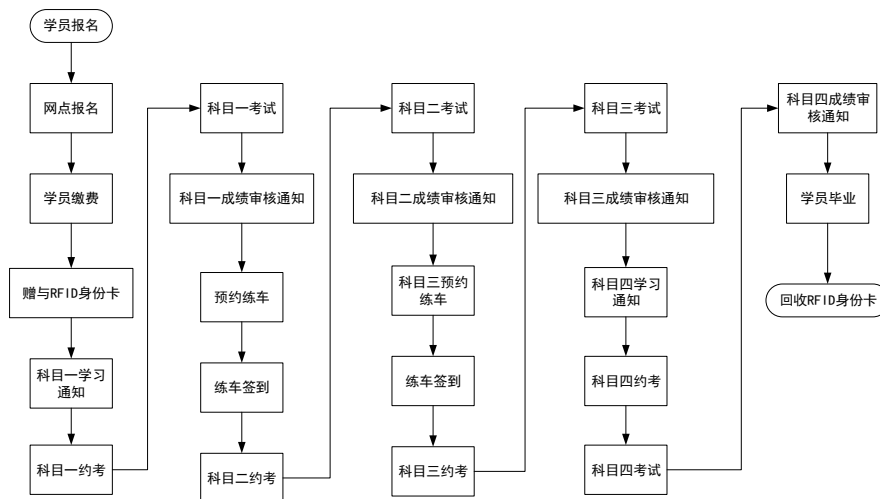 学员报名
网点报名
学员缴费
赠与RFID身份卡
科目一学习
通知
科目一约考
科目一考试
科目一成绩审核通知
预约练车
练车签到
科目二约考
科目二考试
科目二成绩审核通知
科目三预约
练车
练车签到
科目三约考
科目三考试
科目三成绩审核通知
科目四学习
通知
科目四约考
科目四考试
科目四成绩审
核通知
学员毕业
回收RFID身份卡